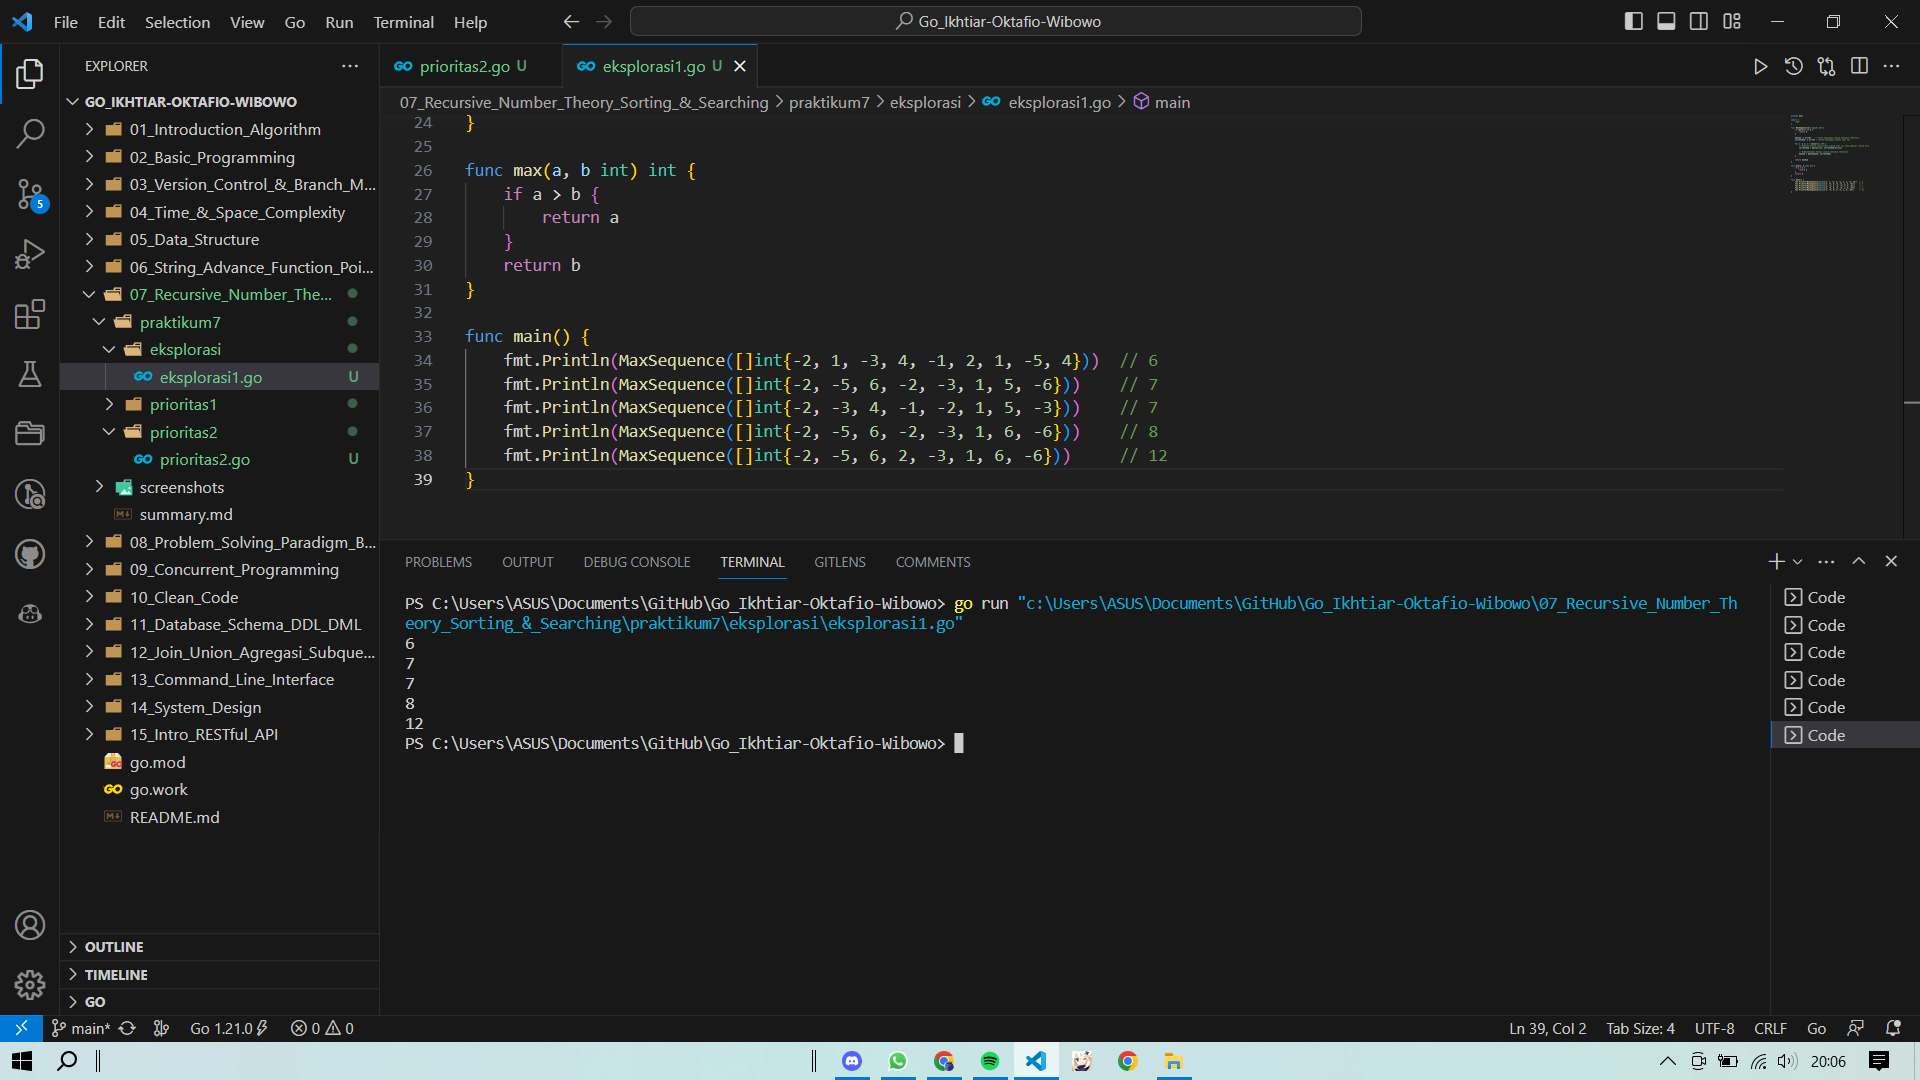 File Edit Selection View Go Run Terminal Help
Go_Ikhtiar-Oktafio-Wibowo
EXPLORER
GO_IKHTIAR-OKTAFIO-WIBOWO
01_Introduction_Algorithm
02_Basic_Programming
03_Version_Control_&_Branch_M...
04_Time_&_Space_Complexity
05_Data_Structure
06_String_Advance_Function_Poi...
07_Recursive_Number_The...
praktikum7
eksplorasi
eksplorasi1.go U
prioritas1
prioritas2
prioritas2.go U
screenshots
summary.md
08_Problem_Solving_Paradigm_B...
09_Concurrent_Programming
10_Clean_Code
11_Database_Schema_DDL_DML
12_Join_Union_Agregasi_Subque...
13_Command_Line_Interface
14_System_Design
15_Intro_RESTful_API
go.mod
go.work
README.md
OUTLINE
TIMELINE
GO
5
prioritas2.go U eksplorasi1.go U
07_Recursive_Number_Theory_Sorting_&_Searching > praktikum7 > eksplorasi > eksplorasi1.go > main
24 }
25
26 func max(a, b int) int {
27 if a > b {
28 return a
29 }
30 return b
31 }
32
33 func main() {
34 fmt.Println(MaxSequence([]int{-2, 1, -3, 4, -1, 2, 1, -5, 4})) // 6
35 fmt.Println(MaxSequence([]int{-2, -5, 6, -2, -3, 1, 5, -6})) // 7
36 fmt.Println(MaxSequence([]int{-2, -3, 4, -1, -2, 1, 5, -3})) // 7
37 fmt.Println(MaxSequence([]int{-2, -5, 6, -2, -3, 1, 6, -6})) // 8
38 fmt.Println(MaxSequence([]int{-2, -5, 6, 2, -3, 1, 6, -6})) // 12
39 }
PROBLEMS OUTPUT DEBUG CONSOLE TERMINAL GITLENS COMMENTS
PS C:\Users\ASUS\Documents\GitHub\Go_Ikhtiar-Oktafio-Wibowo> go run "c:\Users\ASUS\Documents\GitHub\Go_Ikhtiar-Oktafio-Wibowo\07_Recursive_Number_Th
eory_Sorting_&_Searching\praktikum7\eksplorasi\eksplorasi1.go"
6
7
7
8
12
PS C:\Users\ASUS\Documents\GitHub\Go_Ikhtiar-Oktafio-Wibowo>
Code
Code
Code
Code
Code
Code
main* Go 1.21.0 0 0
Ln 39, Col 2 Tab Size: 4 UTF-8 CRLF Go
20:06